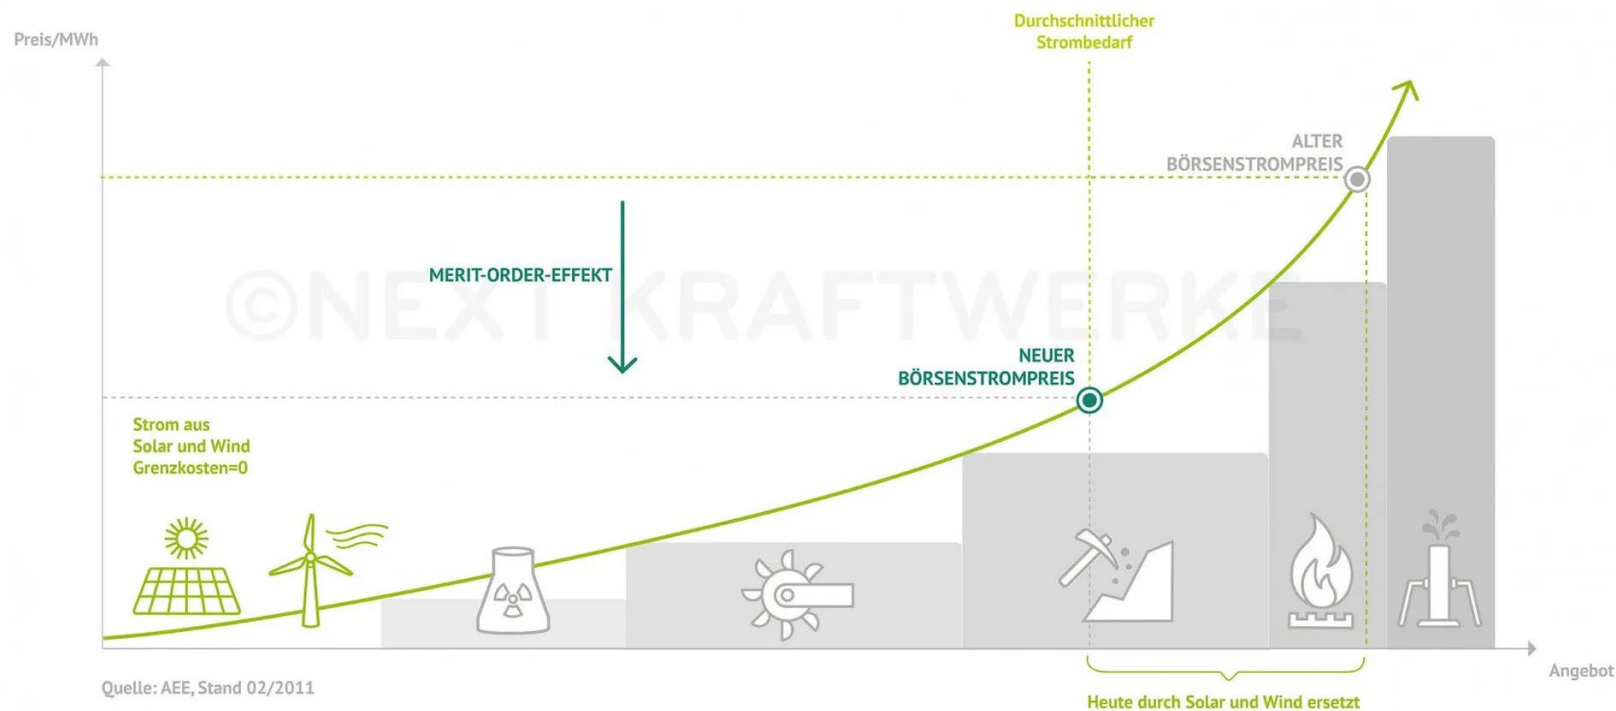 Durchschnittlicher
Strombedarf
Preis/MWh
ALTER
BÖRSENSTROMPREIS
MERIT-ORDER-EFFEKT
©NEXT KRAFTWERKE
NEUER
BÖRSENSTROMPREIS
Strom aus
Solar und Wind
Grenzkosten=0
Angebot
Quelle: AEE, Stand 02/2011
Heute durch Solar und Wind ersetzt